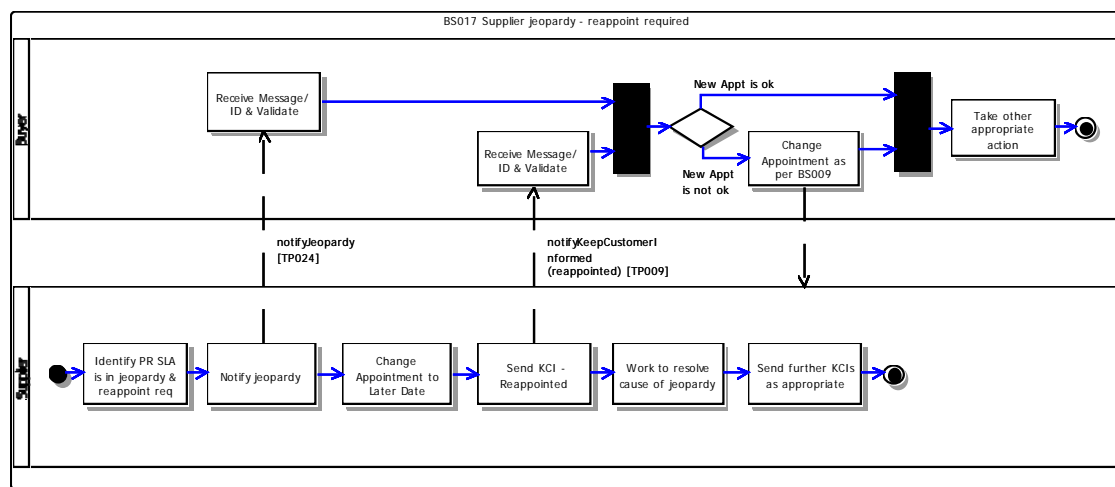 BS017 Supplier jeopardy - reappoint required
Buyer
Receive Message/
ID & Validate
Receive Message/
ID & Validate
New Appt is ok
New Appt
is not ok
Change
Appointment as
per BS009
Take other
appropriate
action
notifyJeopardy
[TP024]
notifyKeepCustomerI
nformed
(reappointed) [TP009]
Supplier
Identify PR SLA
is in jeopardy &
reappoint req
Notify jeopardy
Change
Appointment to
Later Date
Send KCI -
Reappointed
Work to resolve
cause of jeopardy
Send further KCIs
as appropriate